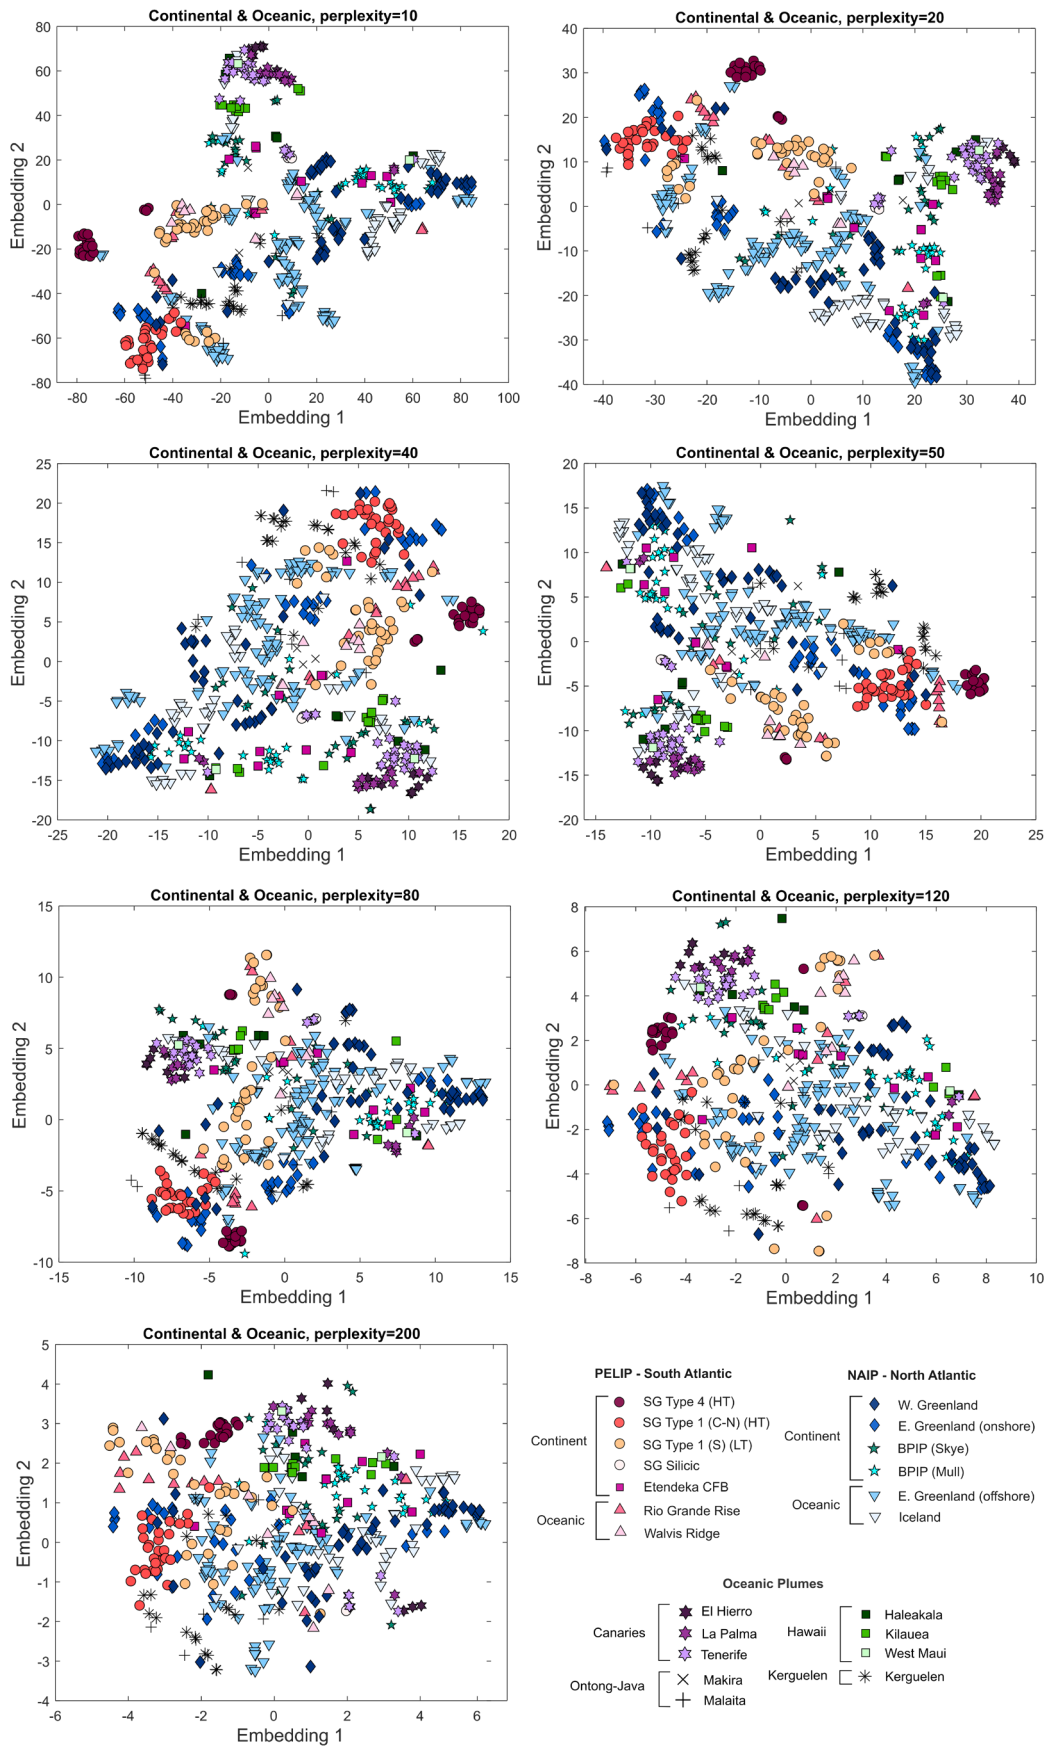 Continental & Oceanic, perplexity=10
80
60
40
20
0
-20
-40
-60
-80
Embedding 2
-80 -60 -40 -20 0 20 40 60 80 100
Embedding 1
Continental & Oceanic, perplexity=20
40
30
20
10
0
-10
-20
-30
-40
Embedding 2
-40 -30 -20 -10 0 10 20 30 40
Embedding 1
Continental & Oceanic, perplexity=40
25
20
15
10
5
0
-5
-10
-15
-20
Embedding 2
-25 -20 -15 -10 -5 0 5 10 15 20
Embedding 1
Continental & Oceanic, perplexity=50
20
15
10
5
0
-5
-10
-15
-20
Embedding 2
-15 -10 -5 0 5 10 15 20 25
Embedding 1
Continental & Oceanic, perplexity=80
15
10
5
0
-5
-10
Embedding 2
-15 -10 -5 0 5 10 15
Embedding 1
Continental & Oceanic, perplexity=120
8
6
4
2
0
-2
-4
-6
-8
Embedding 2
-8 -6 -4 -2 0 2 4 6 8 10
Embedding 1
Continental & Oceanic, perplexity=200
5
4
3
2
1
0
-1
-2
-3
-4
Embedding 2
-6 -4 -2 0 2 4 6
Embedding 1
PELIP - South Atlantic
Continent
SG Type 4 (HT)
SG Type 1 (C-N) (HT)
SG Type 1 (S) (LT)
SG Silicic
Etendeka CFB
Oceanic
Rio Grande Rise
Walvis Ridge
NAIP - North Atlantic
Continent
W. Greenland
E. Greenland (onshore)
BPIP (Skye)
BPIP (Mull)
Oceanic
E. Greenland (offshore)
Iceland
Oceanic Plumes
Canaries
El Hierro
La Palma
Tenerife
Ontong-Java
Makira
Malaita
Hawaii
Haleakala
Kilauea
West Maui
Kerguelen
Kerguelen